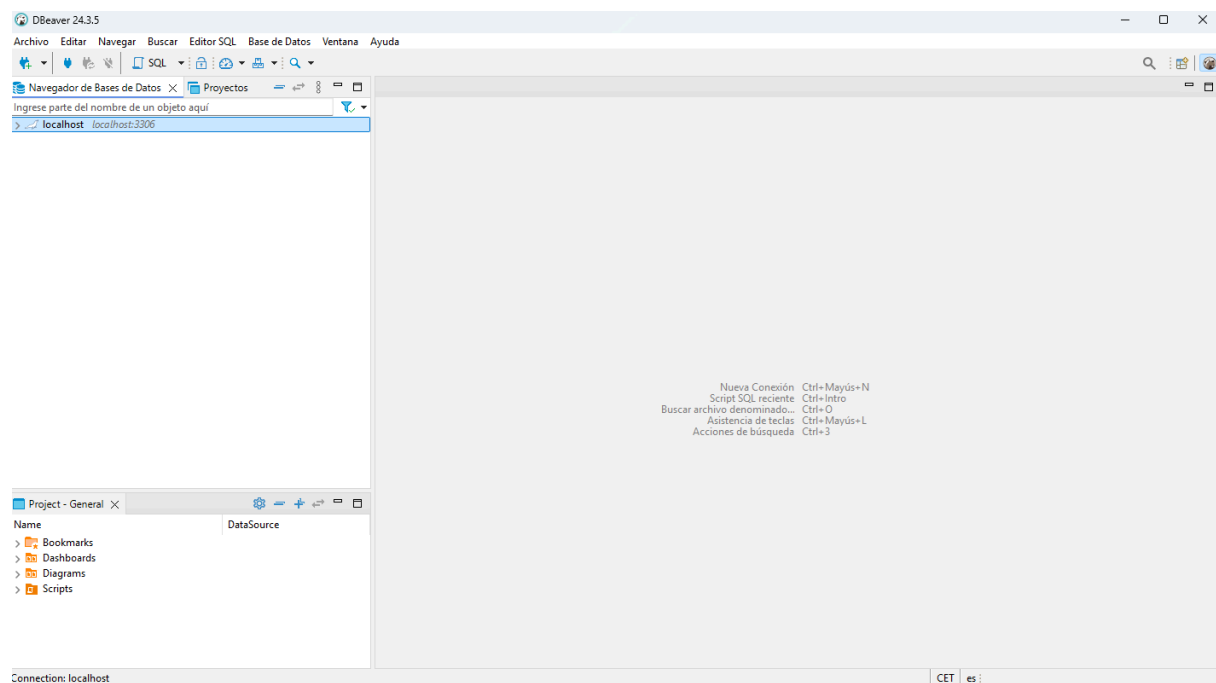 DBeaver 24.3.5
Archivo Editar Navegar Buscar Editor SQL Base de Datos Ventana Ayuda
SQL
Navegador de Bases de Datos Proyectos
Ingrese parte del nombre de un objeto aquí
localhost localhost:3306
Nueva Conexión Ctrl+Mayús+N
Script SQL reciente Ctrl+Intro
Buscar archivo denominado... Ctrl+O
Asistencia de teclas Ctrl+Mayús+L
Acciones de búsqueda Ctrl+3
Project - General
Name DataSource
Bookmarks
Dashboards
Diagrams
Scripts
Connection: localhost CET es